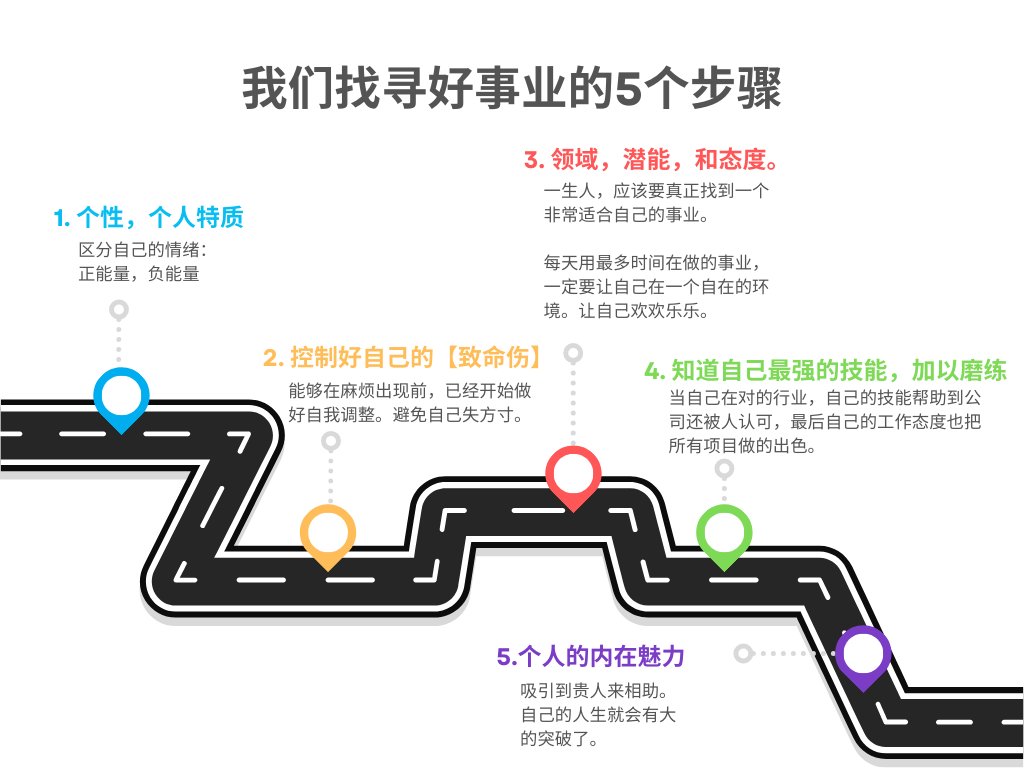 我们找寻好事业的5个步骤
1. 个性，个人特质
区分自己的情绪：
正能量，负能量
2. 控制好自己的【致命伤】
能够在麻烦出现前，已经开始做
好自我调整。避免自己失方寸。
3. 领域，潜能，和态度。
一生人，应该要真正找到一个
非常适合自己的事业。
每天用最多时间在做的事业，
一定要让自己在一个自在的环
境。让自己欢欢乐乐。
4. 知道自己最强的技能，加以磨练
当自己在对的行业，自己的技能帮助到公
司还被人认可，最后自己的工作态度也把
所有项目做的出色。
5.个人的内在魅力
吸引到贵人来相助。
自己的人生就会有大
的突破了。